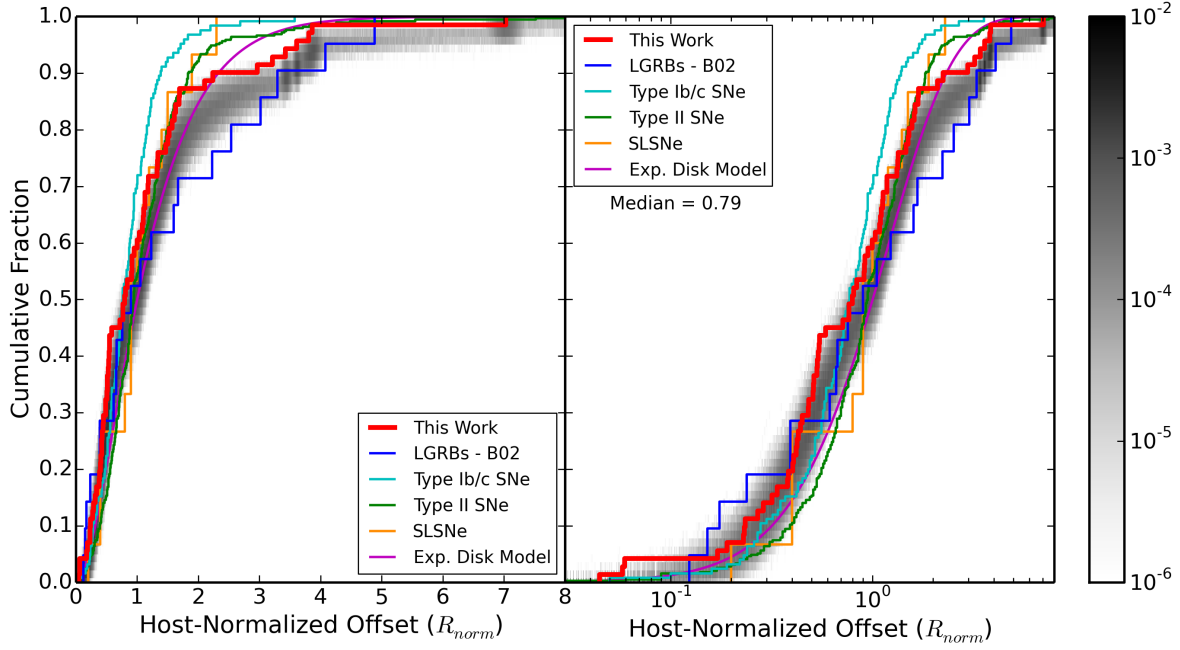 Cumulative Fraction
1.0
0.9
0.8
0.7
0.6
0.5
0.4
0.3
0.2
0.1
0.0
This Work
LGRBs - B02
Type Ib/c SNe
Type II SNe
SLSNe
Exp. Disk Model
0 1 2 3 4 5 6 7 8
Host-Normalized Offset (R_norm)
This Work
LGRBs - B02
Type Ib/c SNe
Type II SNe
SLSNe
Exp. Disk Model
Median = 0.79
10^-1 10^0
Host-Normalized Offset (R_norm)
10^-2
10^-3
10^-4
10^-5
10^-6